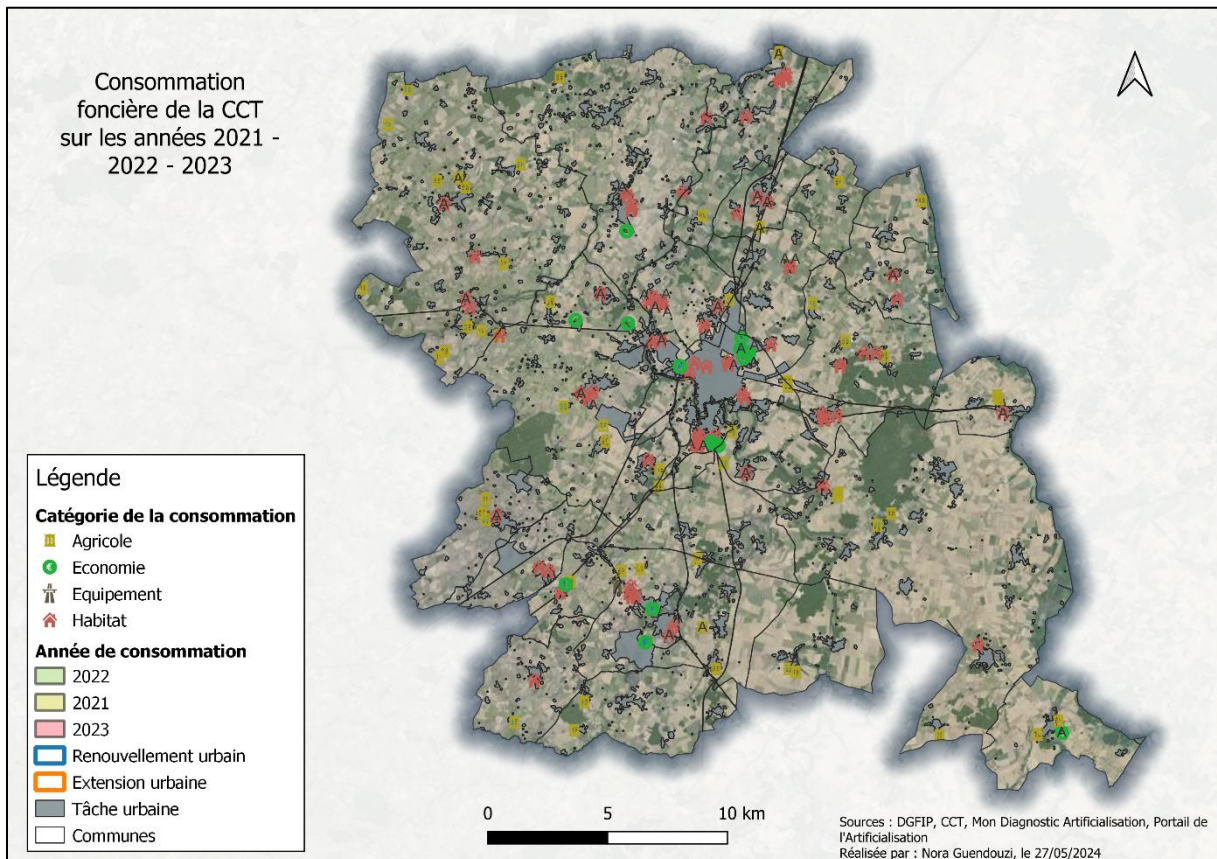 Consommation
foncière de la CCT
sur les années 2021 -
2022 - 2023
Légende
Catégorie de la consommation
Agricole
Economie
Equipement
Habitat
Année de consommation
2022
2021
2023
Renouvellement urbain
Extension urbaine
Tâche urbaine
Communes
0 5 10 km
Sources : DGFIP, CCT, Mon Diagnostic Artificialisation, Portail de
l'Artificialisation
Réalisée par : Nora Guendouzi, le 27/05/2024